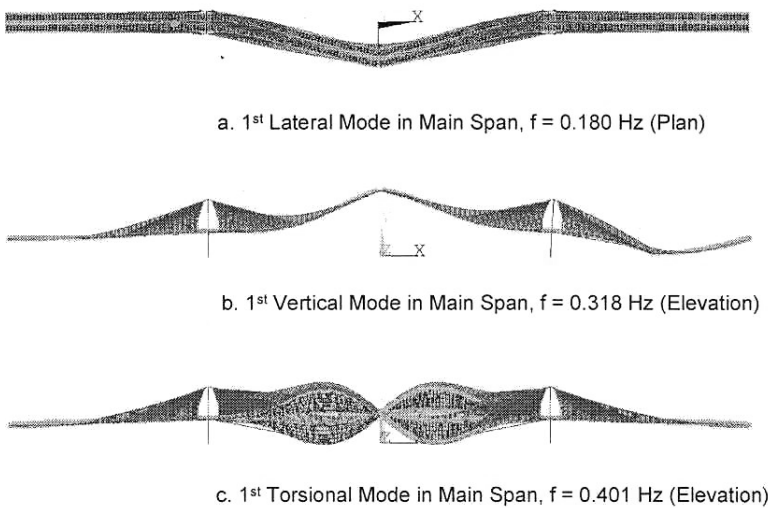 X
a. 1st Lateral Mode in Main Span, f = 0.180 Hz (Plan)
X
b. 1st Vertical Mode in Main Span, f = 0.318 Hz (Elevation)
c. 1st Torsional Mode in Main Span, f = 0.401 Hz (Elevation)